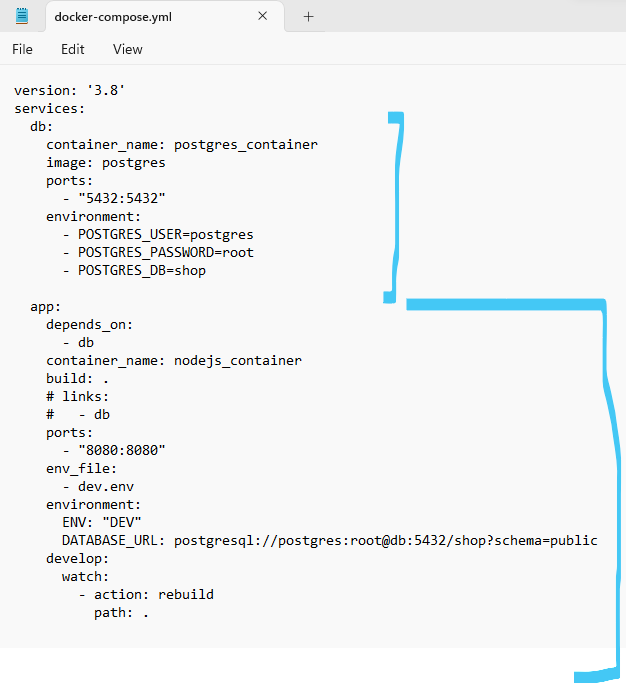 docker-compose.yml
File Edit View
version: '3.8'
services:
  db:
    container_name: postgres_container
    image: postgres
    ports:
      - "5432:5432"
    environment:
      - POSTGRES_USER=postgres
      - POSTGRES_PASSWORD=root
      - POSTGRES_DB=shop

  app:
    depends_on:
      - db
    container_name: nodejs_container
    build: .
    # links:
    #   - db
    ports:
      - "8080:8080"
    env_file:
      - dev.env
    environment:
      ENV: "DEV"
      DATABASE_URL: postgresql://postgres:root@db:5432/shop?schema=public
    develop:
      watch:
        - action: rebuild
          path: .